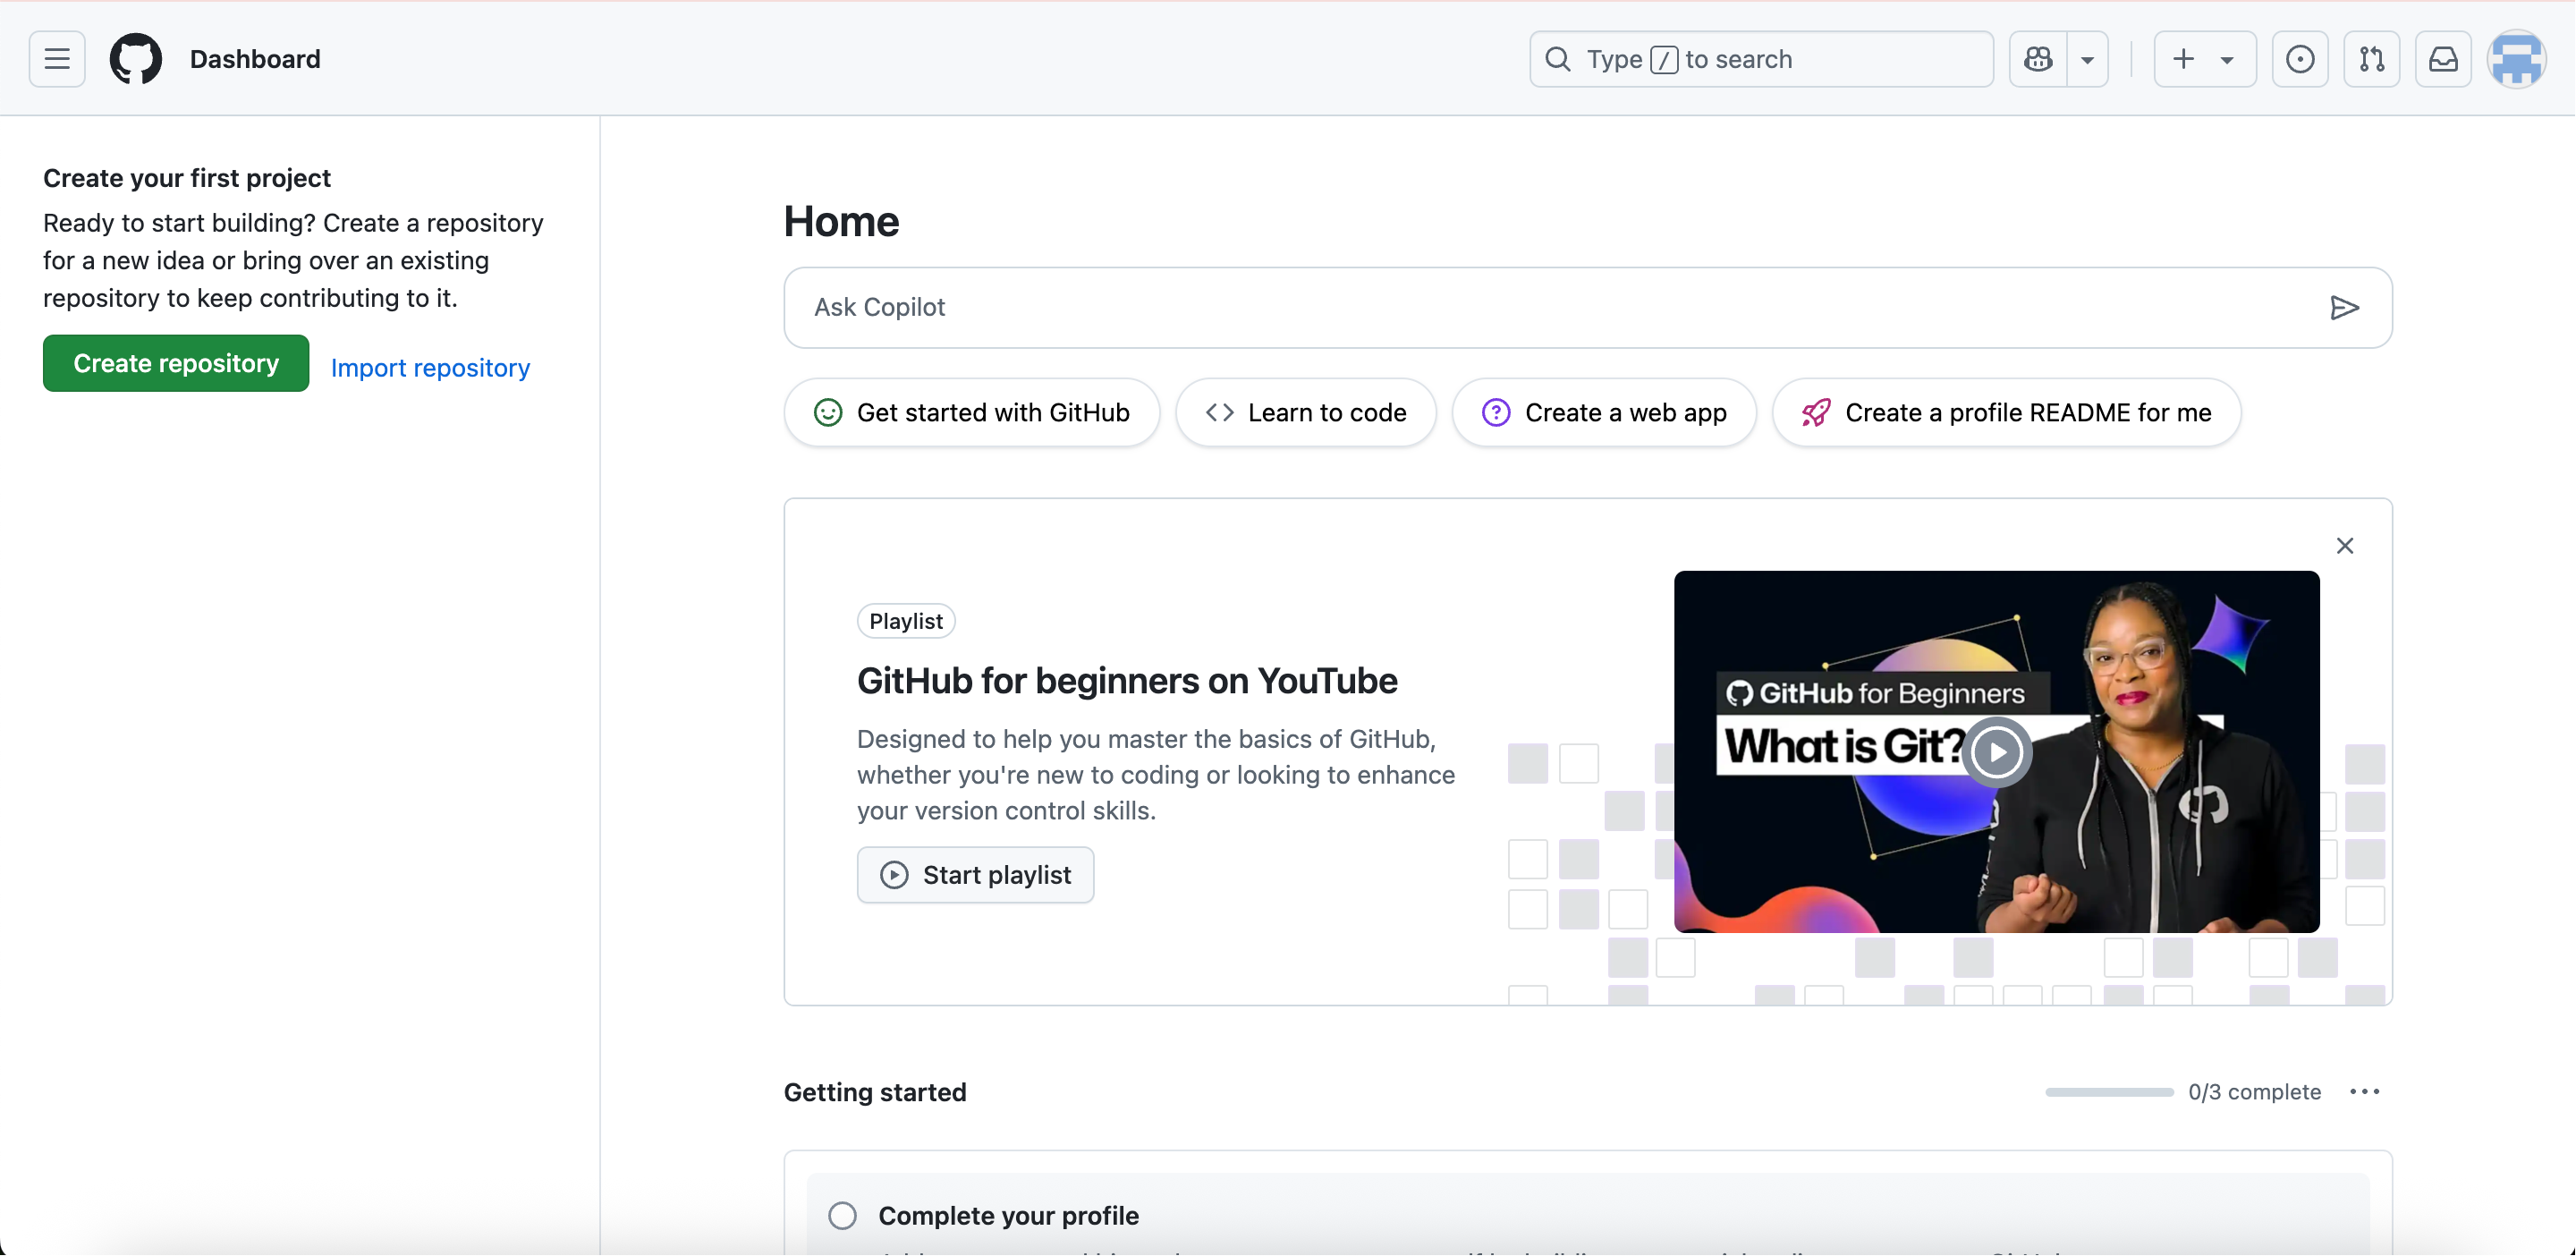 Dashboard
Type / to search
Create your first project
Ready to start building? Create a repository
for a new idea or bring over an existing
repository to keep contributing to it.
Create repository
Import repository
Home
Ask Copilot
Get started with GitHub
Learn to code
Create a web app
Create a profile README for me
Playlist
GitHub for beginners on YouTube
Designed to help you master the basics of GitHub,
whether you're new to coding or looking to enhance
your version control skills.
Start playlist
GitHub for Beginners
What is Git?
Getting started
0/3 complete
Complete your profile